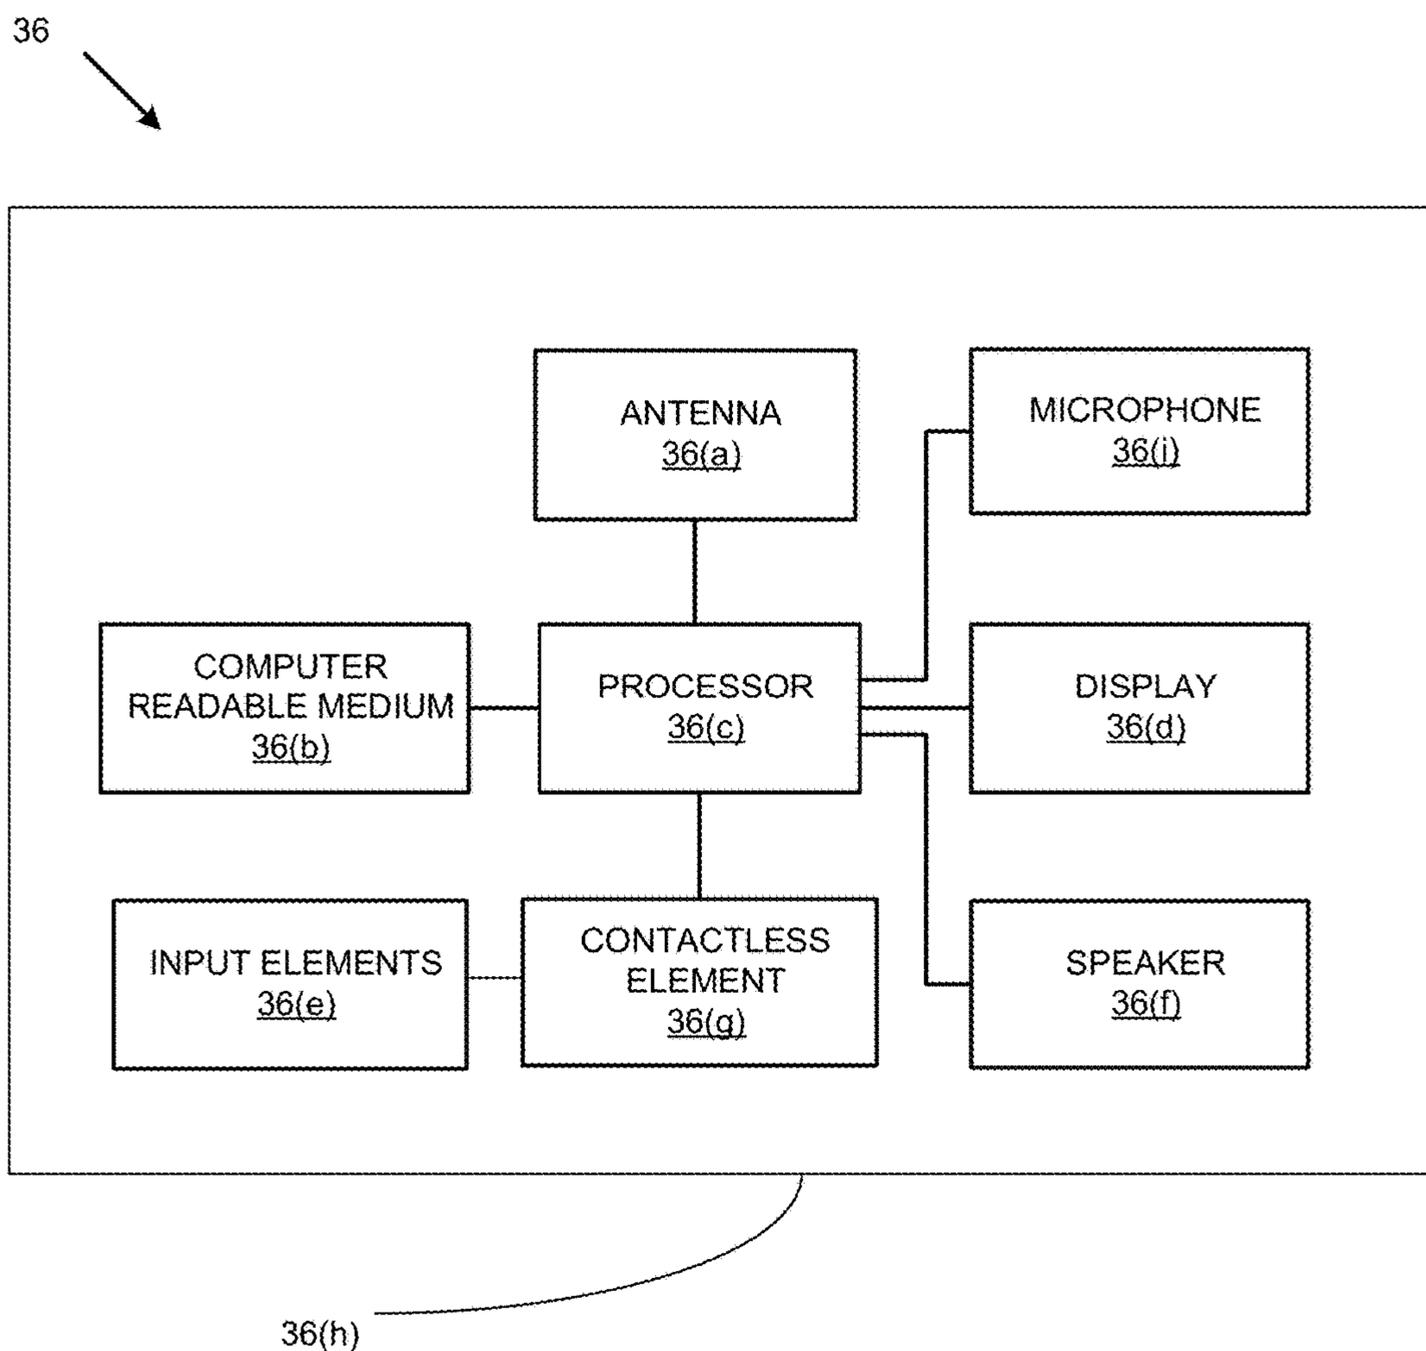 36
ANTENNA
36(a)
MICROPHONE
36(i)
COMPUTER
READABLE MEDIUM
36(b)
PROCESSOR
36(c)
DISPLAY
36(d)
INPUT ELEMENTS
36(e)
CONTACTLESS
ELEMENT
36(g)
SPEAKER
36(f)
36(h)